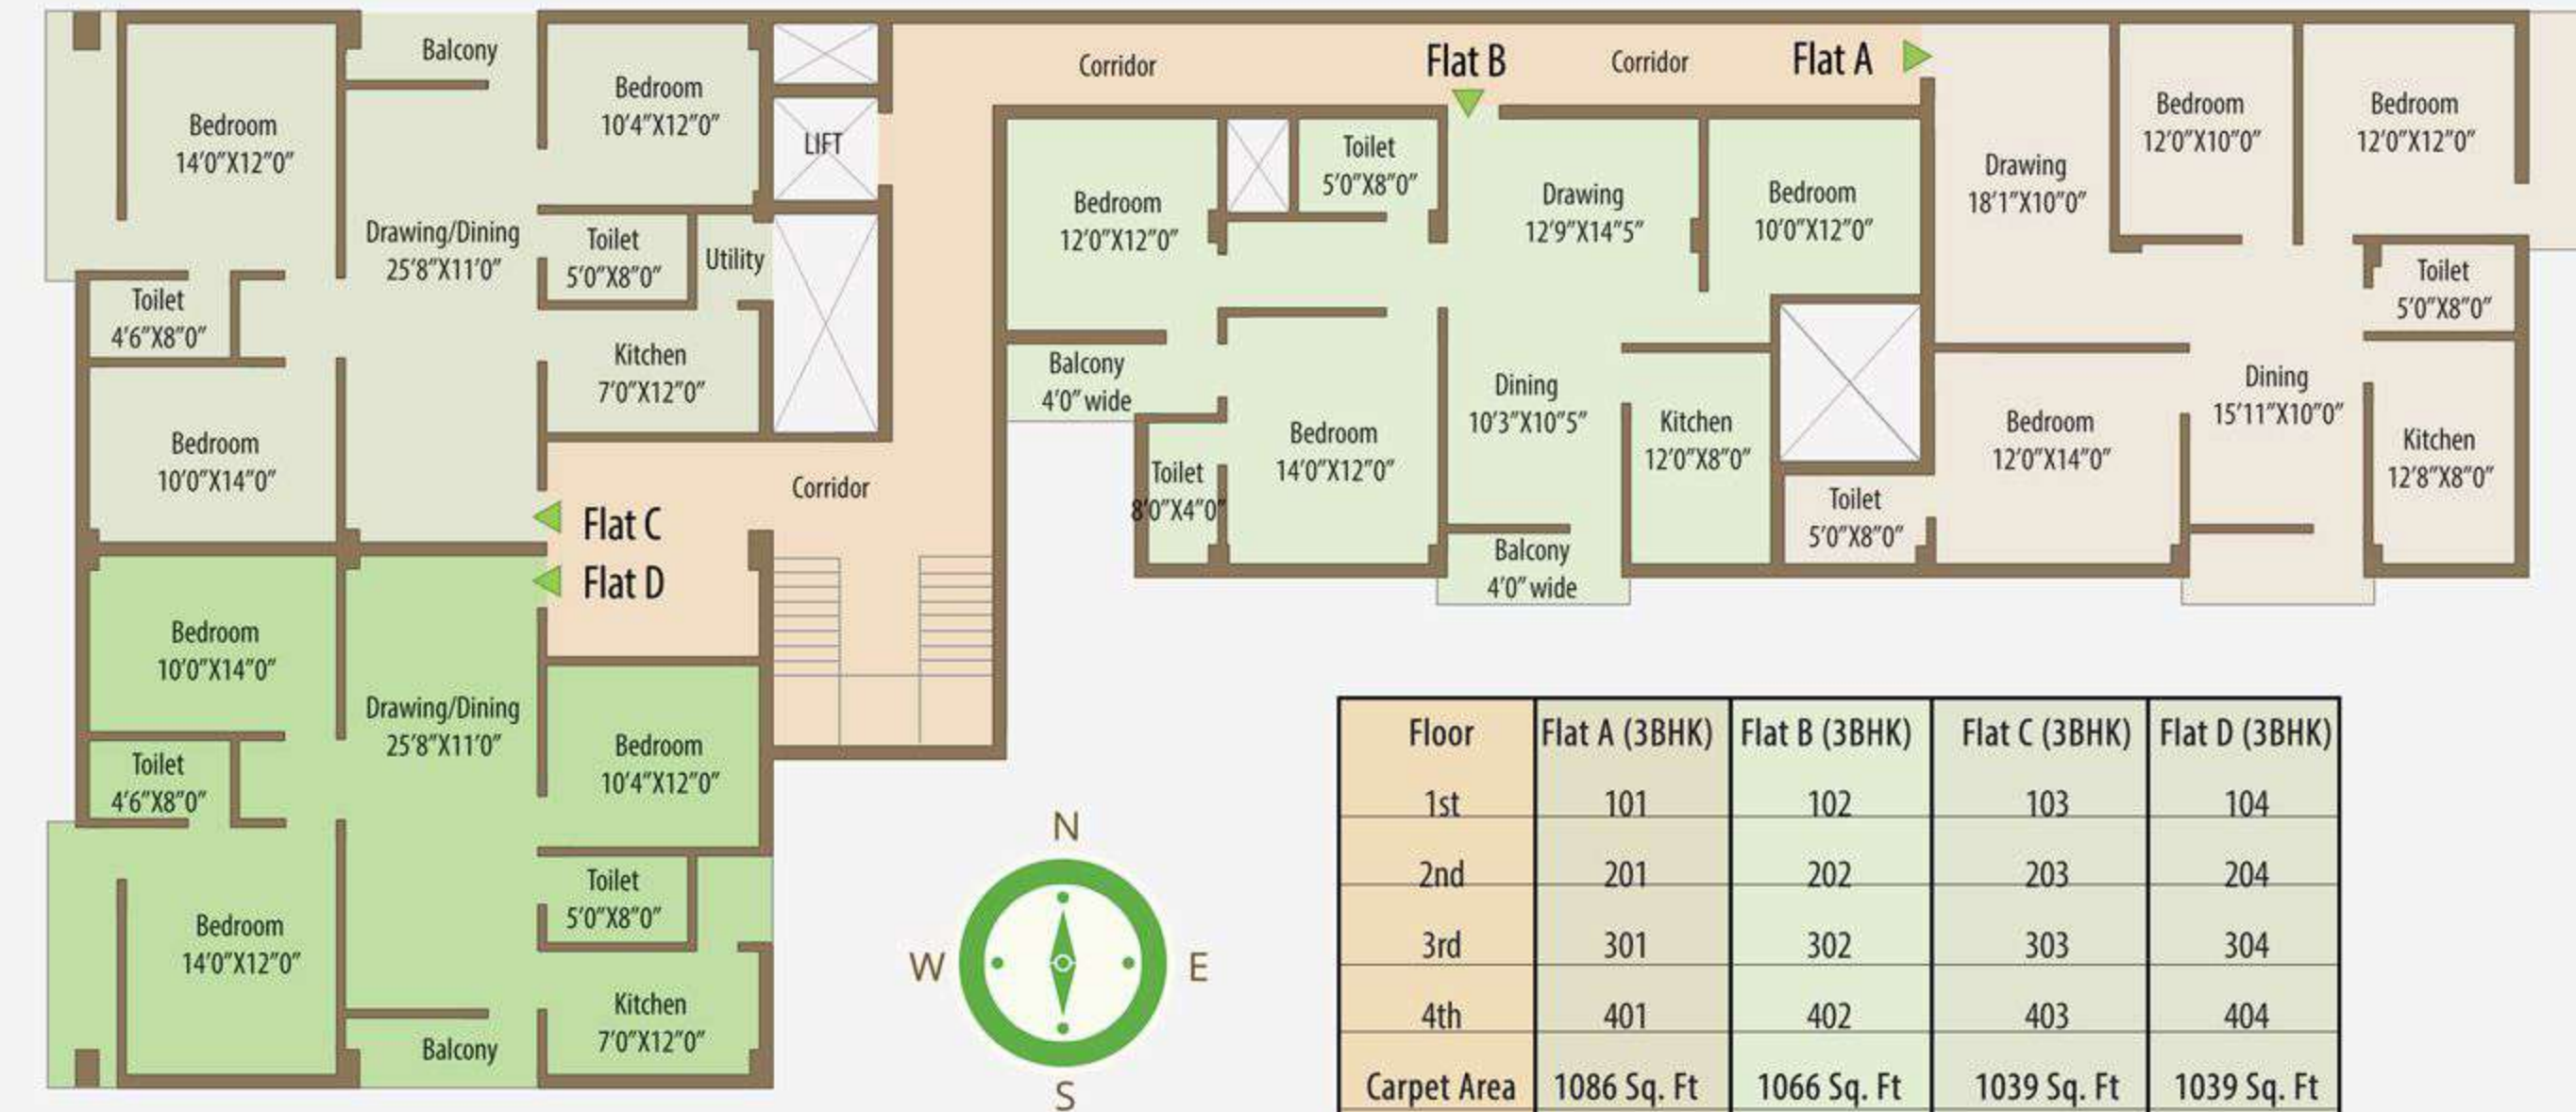 Balcony
Bedroom
14'0"X12"0"
Bedroom
10'4"X12"0"
LIFT
Drawing/Dining
25'8"X11'0"
Toilet
5'0"X8"0"
Utility
Toilet
4'6"X8"0"
Kitchen
7'0"X12"0"
Bedroom
10'0"X14"0"
Corridor
Flat C
Flat D
Bedroom
10'0"X14"0"
Drawing/Dining
25'8"X11'0"
Toilet
4'6"X8"0"
Bedroom
10'4"X12"0"
Toilet
5'0"X8"0"
Bedroom
14'0"X12"0"
Kitchen
7'0"X12"0"
Balcony
Corridor
Flat B
Corridor
Flat A
Bedroom
12'0"X12"0"
Toilet
5'0"X8"0"
Drawing
12'9"X14"5"
Bedroom
10'0"X12"0"
Balcony
4'0" wide
Toilet
8'0"X4"0"
Bedroom
14'0"X12"0"
Dining
10'3"X10"5"
Kitchen
12'0"X8"0"
Balcony
4'0" wide
Drawing
18'1"X10"0"
Bedroom
12'0"X10"0"
Bedroom
12'0"X12"0"
Toilet
5'0"X8"0"
Dining
15'11"X10"0"
Bedroom
12'0"X14"0"
Kitchen
12'8"X8"0"
Toilet
5'0"X8"0"
N
W E
S
Floor Flat A (3BHK) Flat B (3BHK) Flat C (3BHK) Flat D (3BHK)
1st 101 102 103 104
2nd 201 202 203 204
3rd 301 302 303 304
4th 401 402 403 404
Carpet Area 1086 Sq. Ft 1066 Sq. Ft 1039 Sq. Ft 1039 Sq. Ft